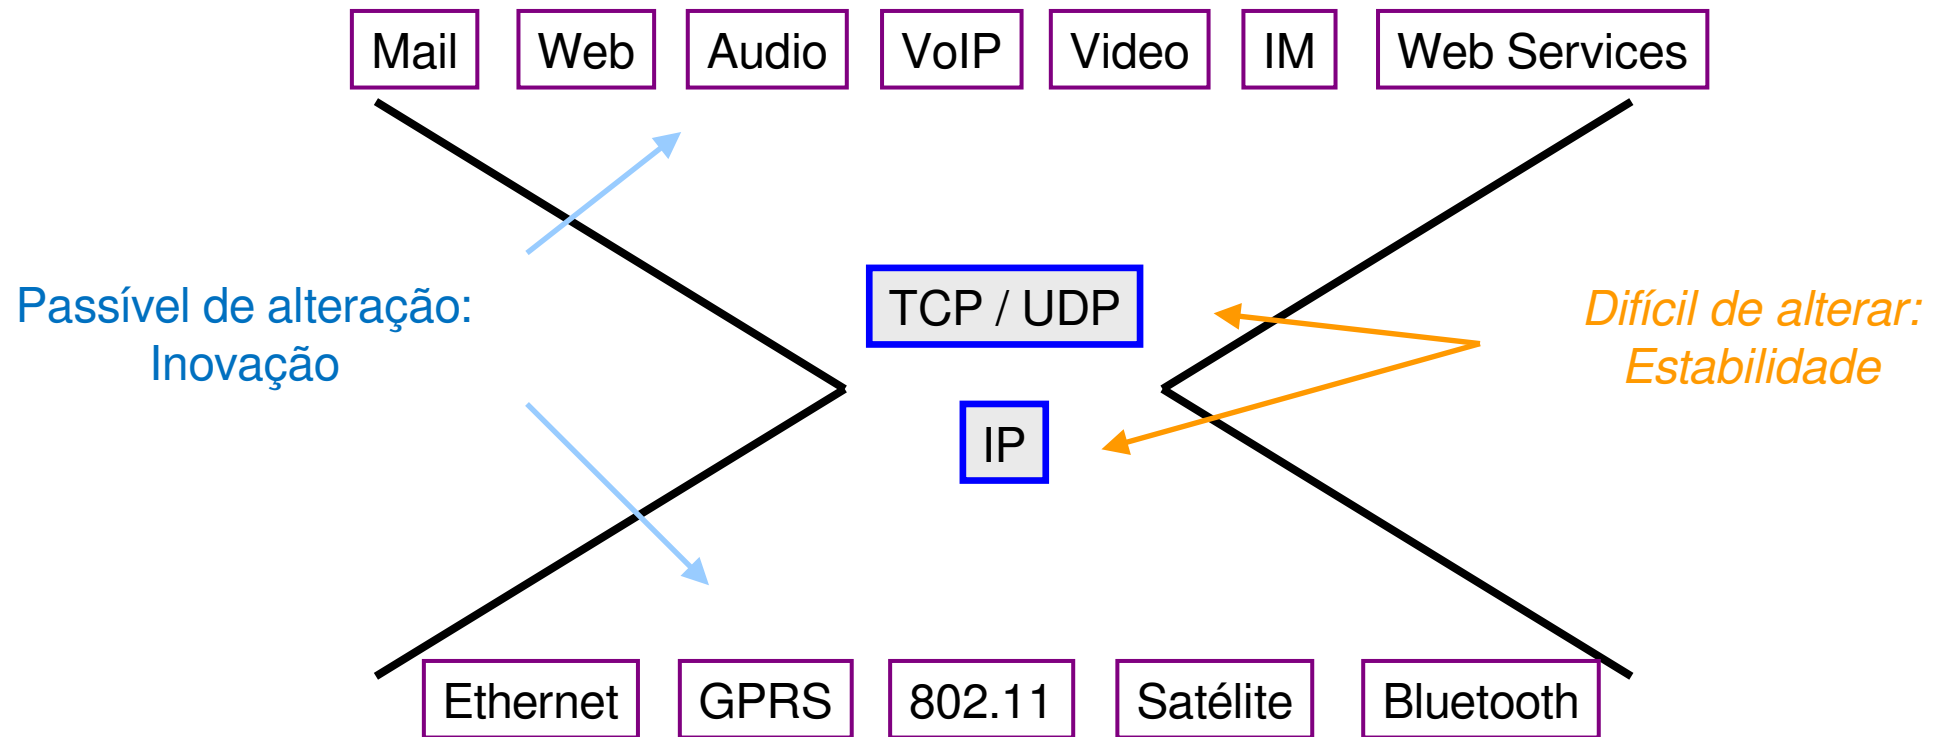 Mail Web Audio VoIP Video IM Web Services
TCP / UDP
Passível de alteração:
Inovação
Difícil de alterar:
Estabilidade
IP
Ethernet GPRS 802.11 Satélite Bluetooth